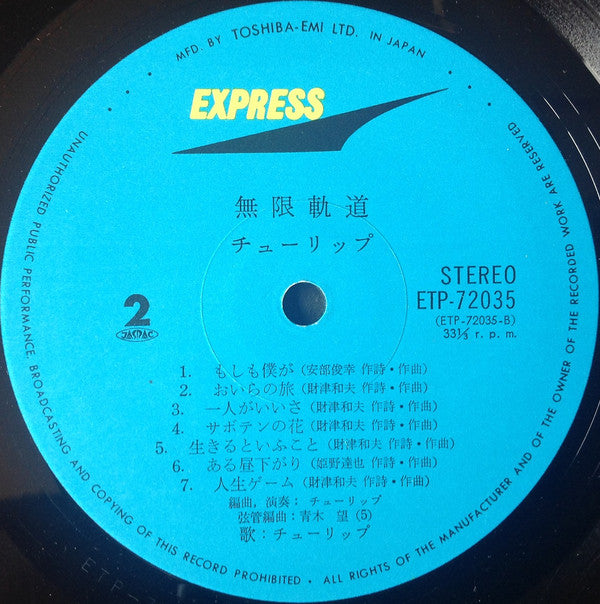 MFD. BY TOSHIBA-EMI LTD. IN JAPAN
EXPRESS
無限軌道
チューリップ
2
JASRAC
STEREO
ETP-72035
(ETP-72035-B)
33⅓ r. p. m.
1. もしも僕が (安部俊幸 作詩・作曲)
2. おいらの旅 (財津和夫 作詩・作曲)
3. 一人がいいさ (財津和夫 作詩・作曲)
4. サボテンの花 (財津和夫 作詩・作曲)
5. 生きるといふこと (財津和夫 作詩・作曲)
6. ある昼下がり (姫野達也 作詩・作曲)
7. 人生ゲーム (財津和夫 作詩・作曲)
編曲, 演奏: チューリップ
弦管編曲: 青木 望 (5)
歌: チューリップ
UNAUTHORIZED PUBLIC PERFORMANCE, BROADCASTING AND COPYING OF THIS RECORD PROHIBITED • ALL RIGHTS OF THE MANUFACTURER AND OF THE OWNER OF THE RECORDED WORK ARE RESERVED